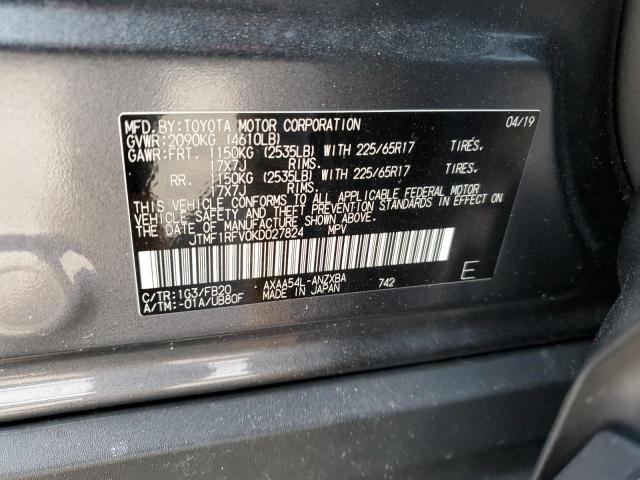 MFD.BY:TOYOTA MOTOR CORPORATION 04/19
GVWR:2090KG (4610LB)
GAWR:FRT. 1150KG (2535LB) WITH 225/65R17 TIRES.
17X7J RIMS.
RR. 1150KG (2535LB) WITH 225/65R17 TIRES.
17X7J RIMS.
THIS VEHICLE CONFORMS TO ALL APPLICABLE FEDERAL MOTOR
VEHICLE SAFETY AND THEFT PREVENTION STANDARDS IN EFFECT ON
THE DATE OF MANUFACTURE SHOWN ABOVE.
JTMF1RFV0KD027824 MPV
C/TR:1G3/FB20 AXAA54L-ANZXBA 742 E
A/TM:-01A/UB80F MADE IN JAPAN